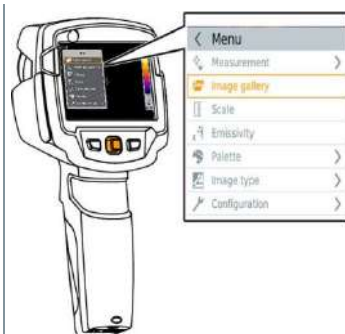 Menu
Measurement
Image gallery
Scale
Emissivity
Palette
Image type
Configuration